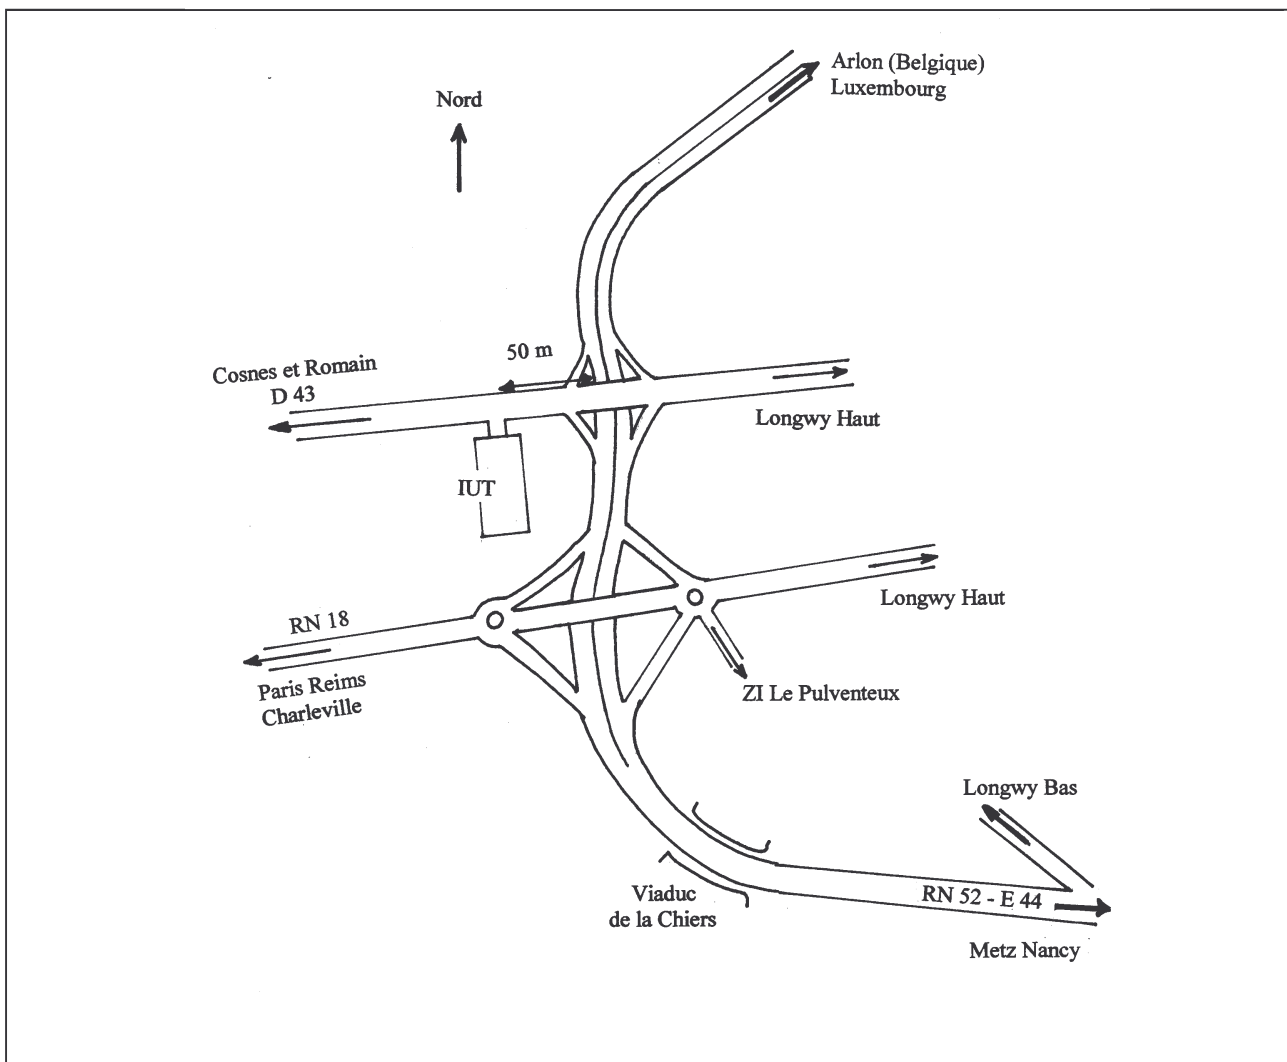 Arlon (Belgique)
Luxembourg
Nord
50 m
Cosnes et Romain
D 43
Longwy Haut
IUT
Longwy Haut
RN 18
Paris Reims
Charleville
ZI Le Pulventeux
Longwy Bas
Viaduc
de la Chiers
RN 52 - E 44
Metz Nancy